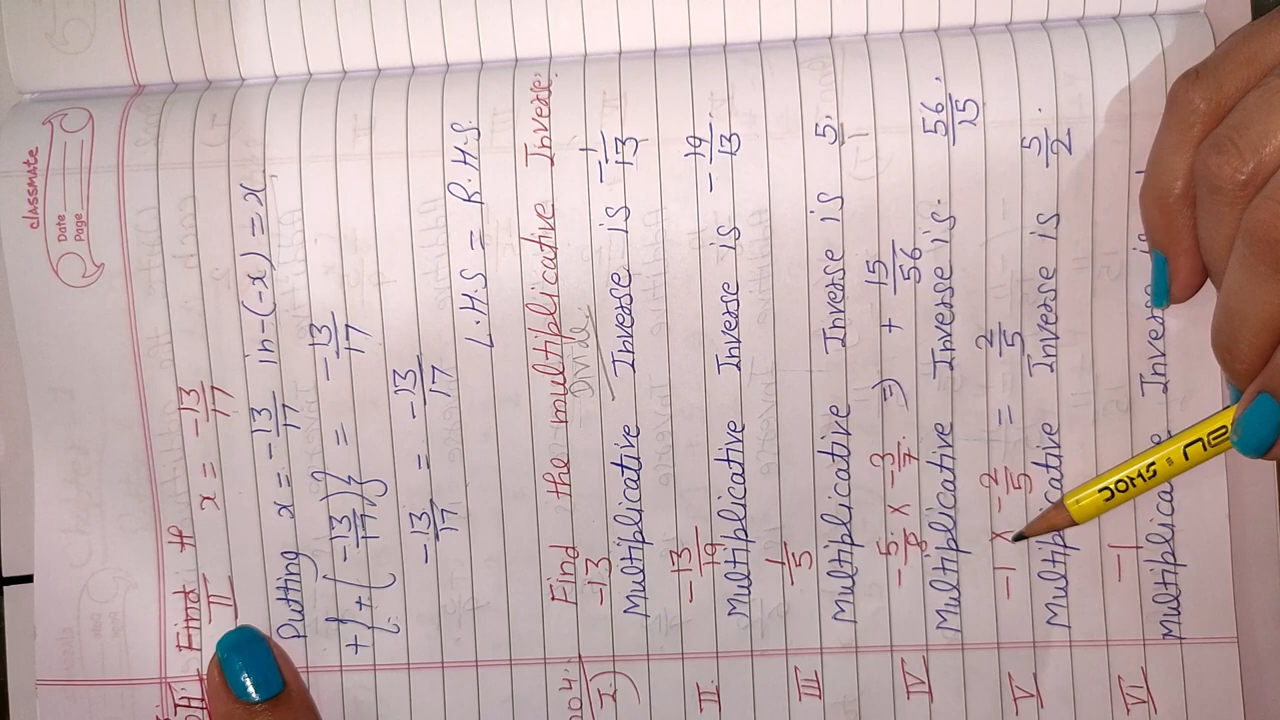 classmate
Date
Page
Find
II x = -13/17
Putting x = -13/17 in -(-x) = x
+{+(-13/17)} = -13/17
-13/17 = -13/17
L.H.S = R.H.S.
Find the multiplicative Inverse.
I.) -13 Divide
Multiplicative Inverse is -1/13
II. -13/19
Multiplicative Inverse is -19/13
III 1/5
Multiplicative Inverse is 5.
IV -5/8 × -3/7 ⇒ + 15/56
Multiplicative Inverse is. 56/15.
V -1 × -2/5 = 2/5
Multiplicative Inverse is 5/2.
VI -1
Multiplicative Inverse
DOMS